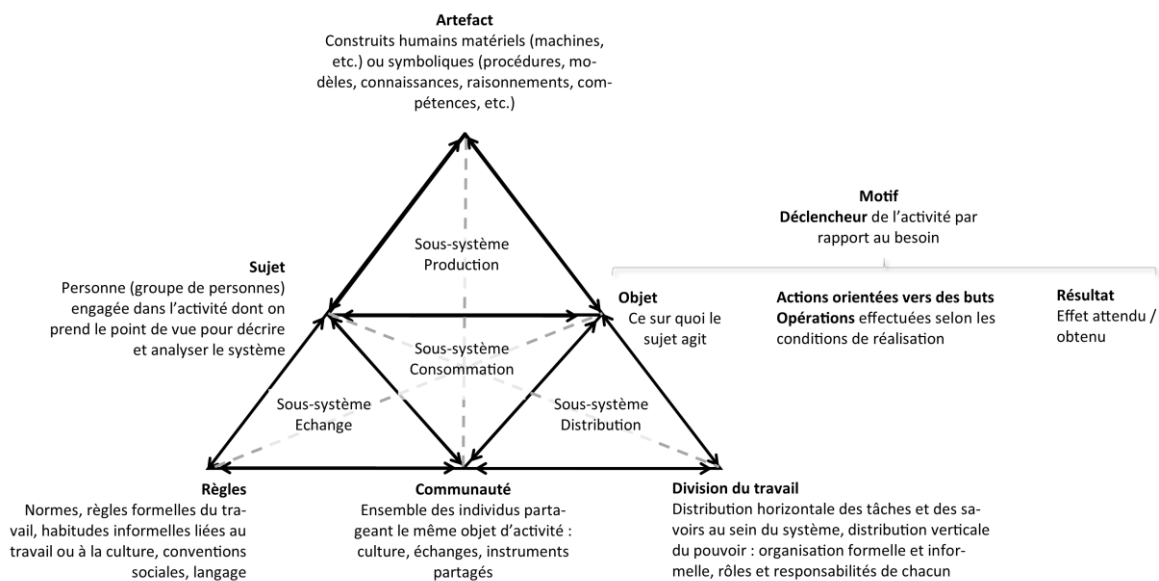 Artefact
Construits humains matériels (machines,
etc.) ou symboliques (procédures, mo-
dèles, connaissances, raisonnements, com-
pétences, etc.)
Motif
Déclencheur de l’activité par
rapport au besoin
Sous-système
Production
Sujet
Personne (groupe de personnes)
engagée dans l’activité dont on
prend le point de vue pour décrire
et analyser le système
Objet
Ce sur quoi le
sujet agit
Actions orientées vers des buts
Opérations effectuées selon les
conditions de réalisation
Résultat
Effet attendu /
obtenu
Sous-système
Consommation
Sous-système
Echange
Sous-système
Distribution
Règles
Normes, règles formelles du tra-
vail, habitudes informelles liées au
travail ou à la culture, conventions
sociales, langage
Communauté
Ensemble des individus parta-
geant le même objet d’activité :
culture, échanges, instruments
partagés
Division du travail
Distribution horizontale des tâches et des sa-
voirs au sein du système, distribution verticale
du pouvoir : organisation formelle et infor-
melle, rôles et responsabilités de chacun